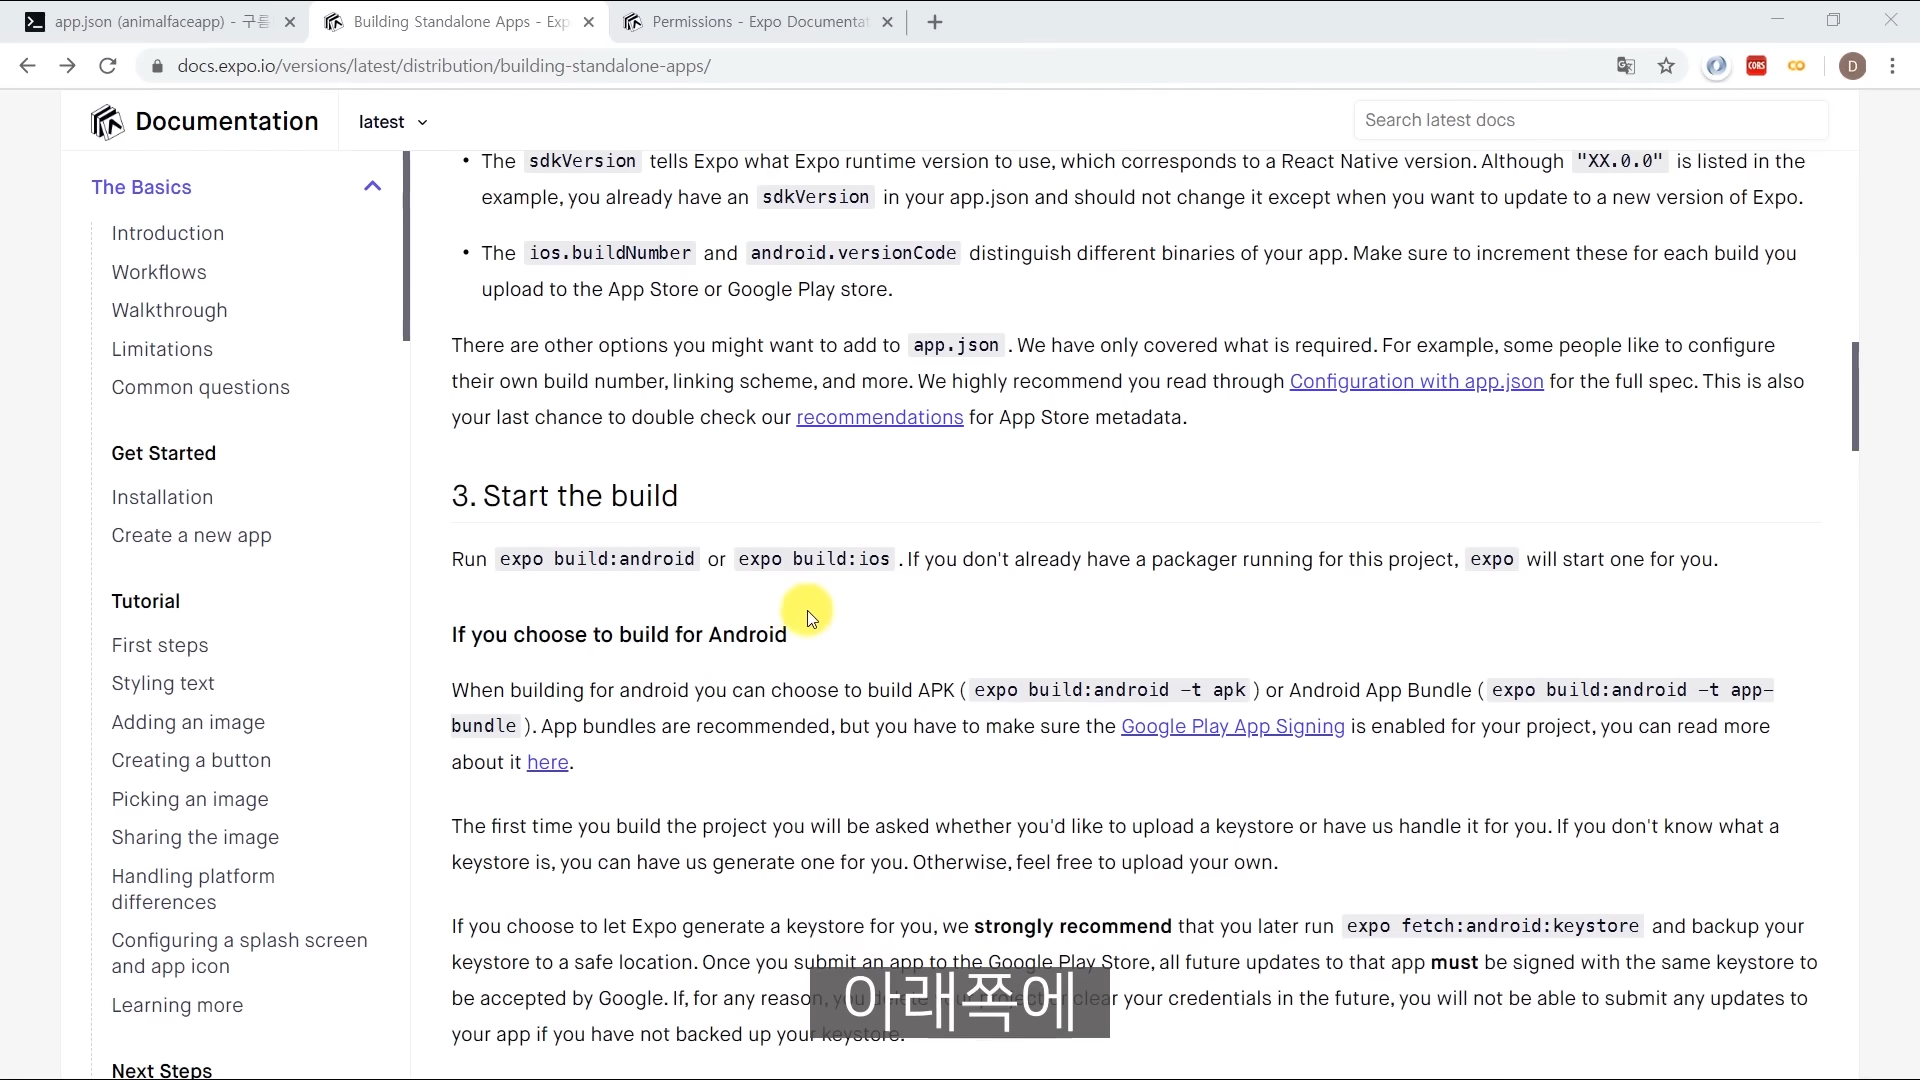 app.json (animalfaceapp) - 구름
Building Standalone Apps - Exp
Permissions - Expo Documentat
docs.expo.io/versions/latest/distribution/building-standalone-apps/
CORS
CO
D
Documentation
latest
Search latest docs
The Basics
Introduction
Workflows
Walkthrough
Limitations
Common questions
Get Started
Installation
Create a new app
Tutorial
First steps
Styling text
Adding an image
Creating a button
Picking an image
Sharing the image
Handling platform
differences
Configuring a splash screen
and app icon
Learning more
Next Steps
• The sdkVersion tells Expo what Expo runtime version to use, which corresponds to a React Native version. Although "XX.0.0" is listed in the
example, you already have an sdkVersion in your app.json and should not change it except when you want to update to a new version of Expo.
• The ios.buildNumber and android.versionCode distinguish different binaries of your app. Make sure to increment these for each build you
upload to the App Store or Google Play store.
There are other options you might want to add to app.json . We have only covered what is required. For example, some people like to configure
their own build number, linking scheme, and more. We highly recommend you read through Configuration with app.json for the full spec. This is also
your last chance to double check our recommendations for App Store metadata.
3. Start the build
Run expo build:android or expo build:ios . If you don't already have a packager running for this project, expo will start one for you.
If you choose to build for Android
When building for android you can choose to build APK ( expo build:android -t apk ) or Android App Bundle ( expo build:android -t app-
bundle ). App bundles are recommended, but you have to make sure the Google Play App Signing is enabled for your project, you can read more
about it here.
The first time you build the project you will be asked whether you'd like to upload a keystore or have us handle it for you. If you don't know what a
keystore is, you can have us generate one for you. Otherwise, feel free to upload your own.
If you choose to let Expo generate a keystore for you, we strongly recommend that you later run expo fetch:android:keystore and backup your
keystore to a safe location. Once you submit an app to the Google Play Store, all future updates to that app must be signed with the same keystore to
be accepted by Google. If, for any reason, you clear your credentials in the future, you will not be able to submit any updates to
your app if you have not backed up your keystore.
아래쪽에